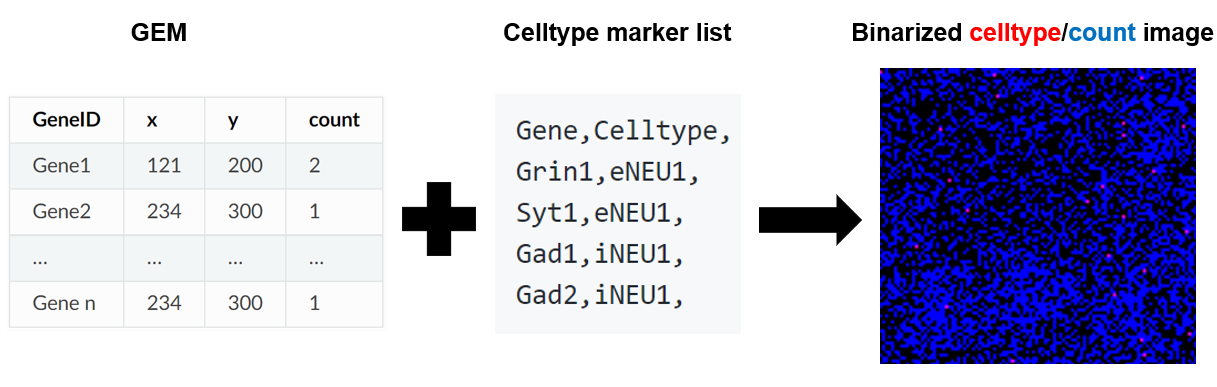 GEM
GeneID x y count
Gene1 121 200 2
Gene2 234 300 1
... ... ... ...
Gene n 234 300 1
Celltype marker list
Gene,Celltype,
Grin1,eNEU1,
Syt1,eNEU1,
Gad1,iNEU1,
Gad2,iNEU1,
Binarized celltype/count image